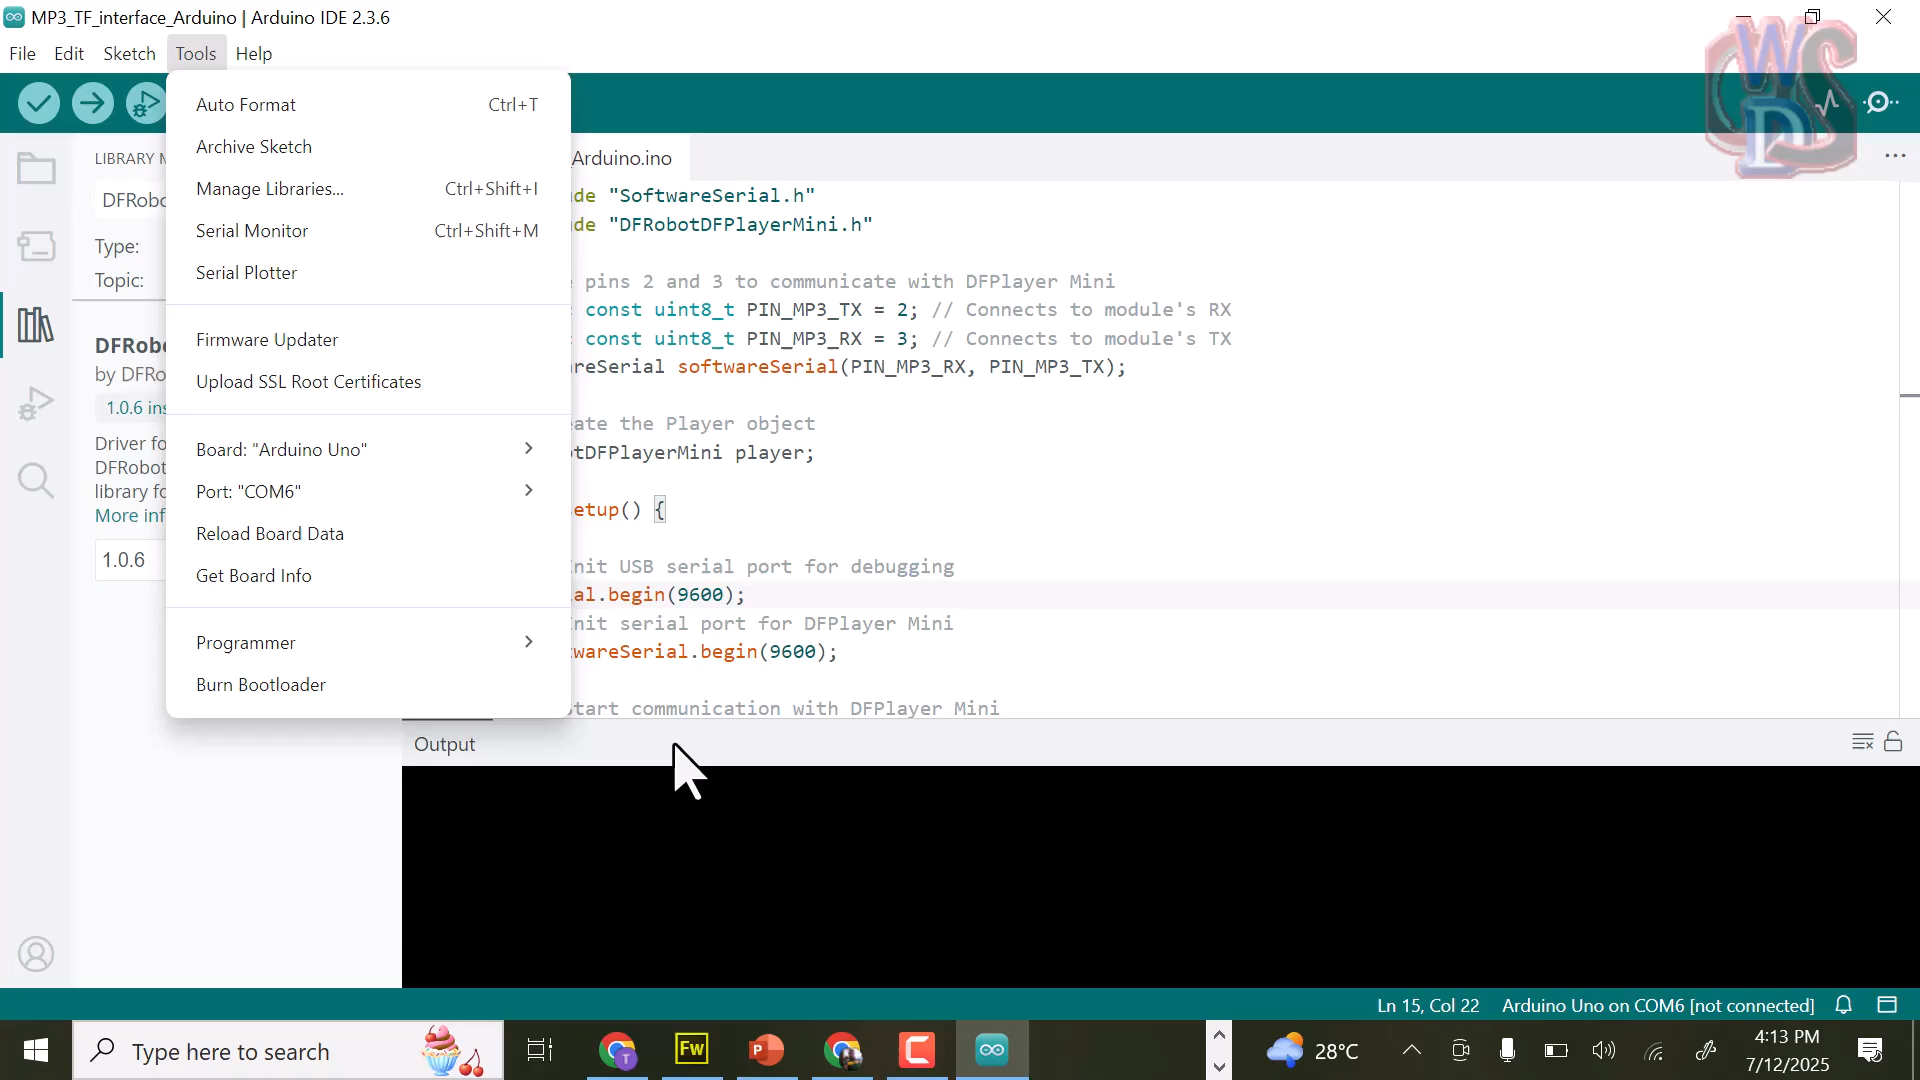 MP3_TF_interface_Arduino | Arduino IDE 2.3.6
File Edit Sketch Tools Help
Auto Format Ctrl+T
Archive Sketch
Manage Libraries... Ctrl+Shift+I
Serial Monitor Ctrl+Shift+M
Serial Plotter
Firmware Updater
Upload SSL Root Certificates
Board: "Arduino Uno"
Port: "COM6"
Reload Board Data
Get Board Info
Programmer
Burn Bootloader
LIBRARY M
DFRobo
Type:
Topic:
DFRobo
by DFRo
1.0.6 ins
Driver fo
DFRobot
library fo
More inf
1.0.6
_Arduino.ino
de "SoftwareSerial.h"
de "DFRobotDFPlayerMini.h"
pins 2 and 3 to communicate with DFPlayer Mini
const uint8_t PIN_MP3_TX = 2; // Connects to module's RX
const uint8_t PIN_MP3_RX = 3; // Connects to module's TX
reSerial softwareSerial(PIN_MP3_RX, PIN_MP3_TX);
ate the Player object
tDFPlayerMini player;
etup() {
nit USB serial port for debugging
al.begin(9600);
nit serial port for DFPlayer Mini
wareSerial.begin(9600);
tart communication with DFPlayer Mini
Output
Ln 15, Col 22 Arduino Uno on COM6 [not connected]
Type here to search
T
Fw
P
28°C
4:13 PM
7/12/2025
WSD